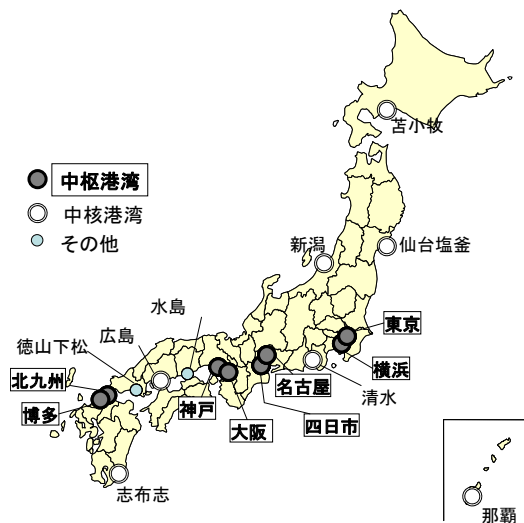 苫小牧
中枢港湾
中核港湾
その他
新潟
仙台塩釜
水島
東京
広島
徳山下松
横浜
北九州
名古屋
清水
博多
神戸
四日市
大阪
志布志
那覇